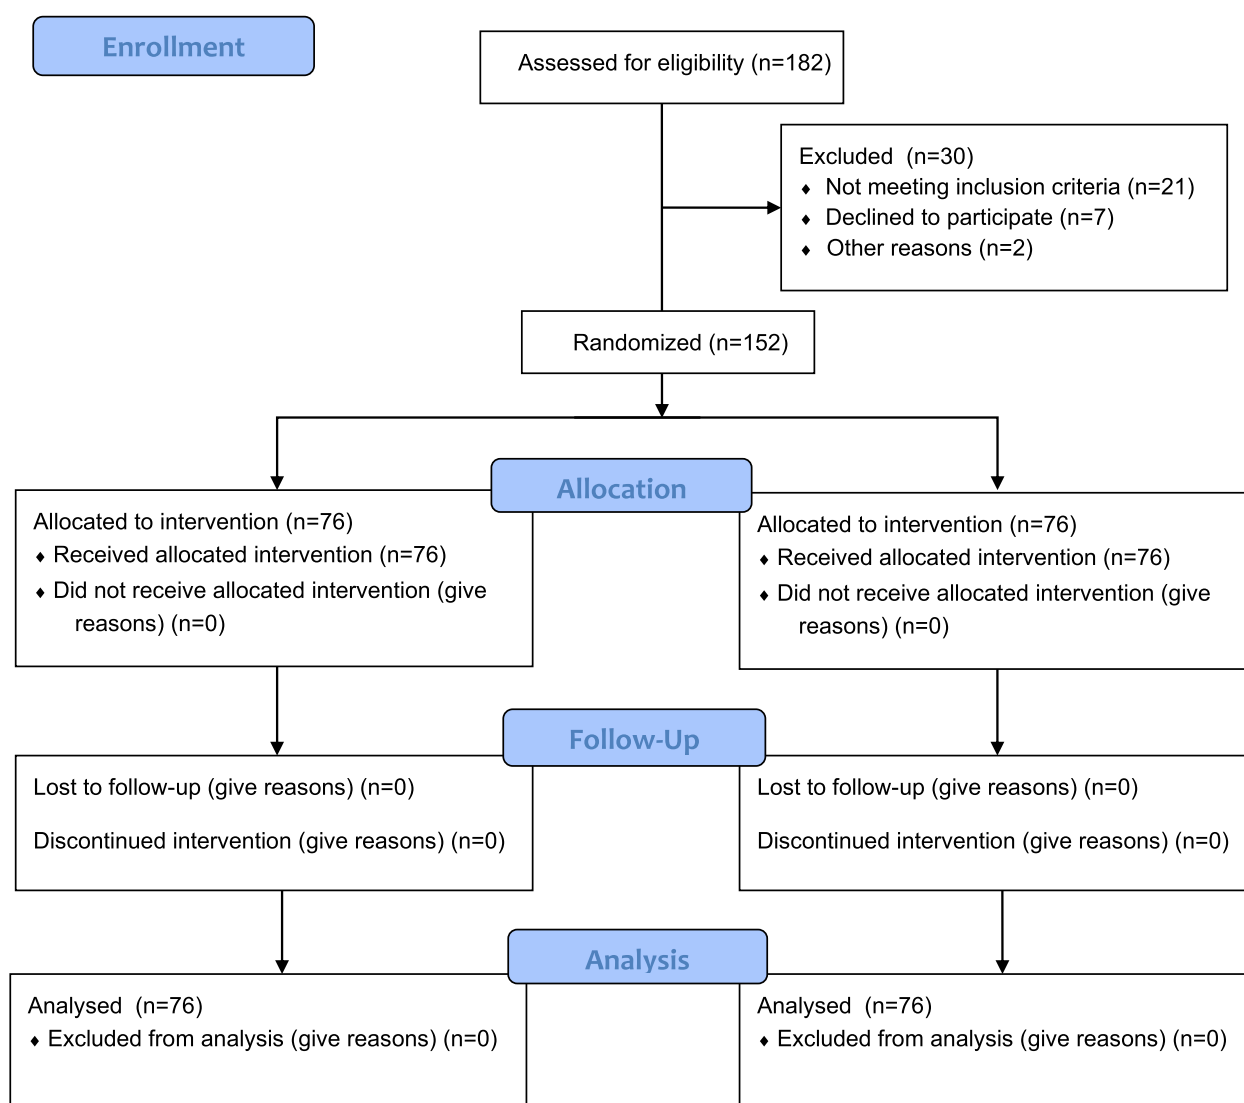 Enrollment
Assessed for eligibility (n=182)
Excluded (n=30)
♦ Not meeting inclusion criteria (n=21)
♦ Declined to participate (n=7)
♦ Other reasons (n=2)
Randomized (n=152)
Allocation
Allocated to intervention (n=76)
♦ Received allocated intervention (n=76)
♦ Did not receive allocated intervention (give
reasons) (n=0)
Allocated to intervention (n=76)
♦ Received allocated intervention (n=76)
♦ Did not receive allocated intervention (give
reasons) (n=0)
Follow-Up
Lost to follow-up (give reasons) (n=0)
Discontinued intervention (give reasons) (n=0)
Lost to follow-up (give reasons) (n=0)
Discontinued intervention (give reasons) (n=0)
Analysis
Analysed (n=76)
♦ Excluded from analysis (give reasons) (n=0)
Analysed (n=76)
♦ Excluded from analysis (give reasons) (n=0)